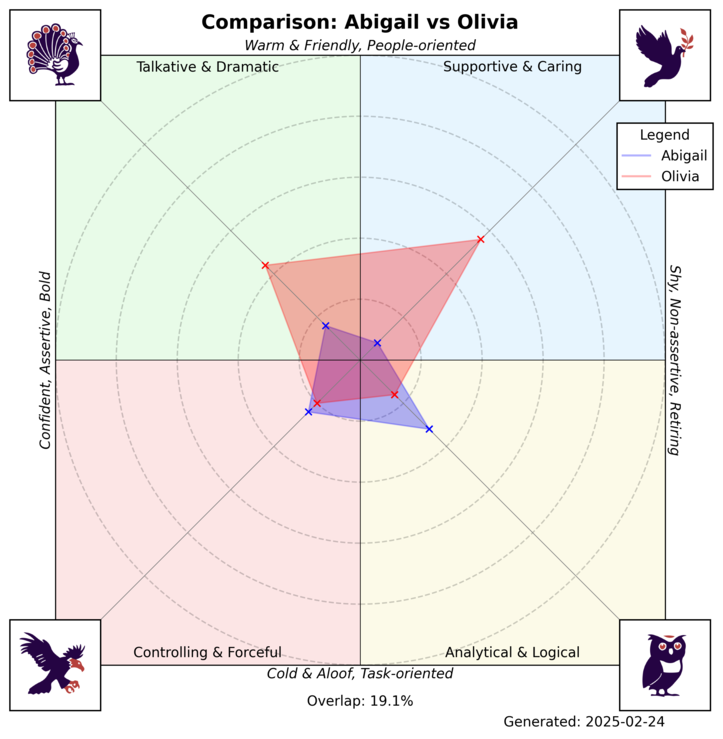 Comparison: Abigail vs Olivia
Warm & Friendly, People-oriented
Talkative & Dramatic
Supportive & Caring
Legend
Abigail
Olivia
Confident, Assertive, Bold
Shy, Non-assertive, Retiring
Controlling & Forceful
Analytical & Logical
Cold & Aloof, Task-oriented
Overlap: 19.1%
Generated: 2025-02-24